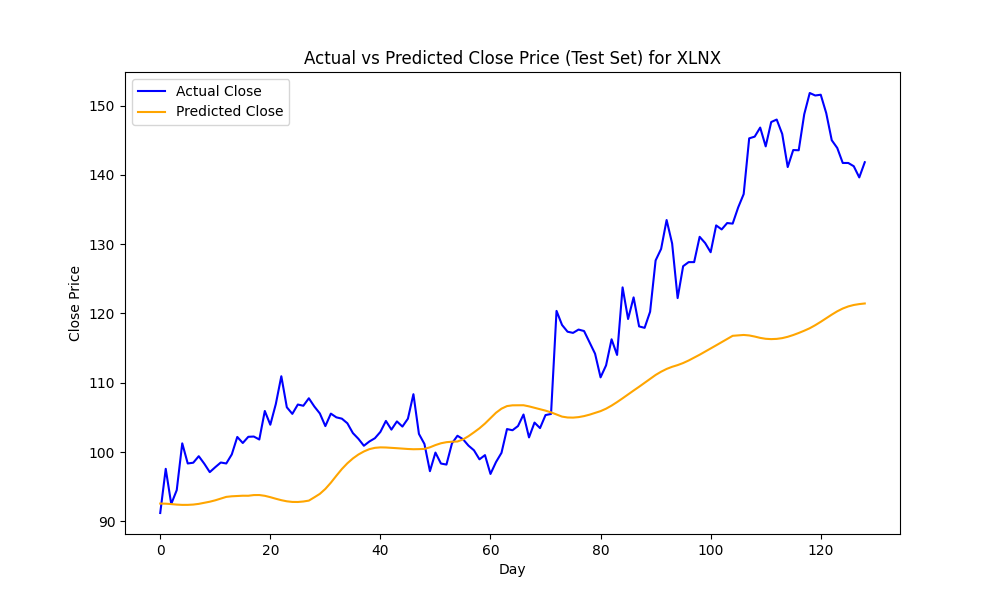 Actual vs Predicted Close Price (Test Set) for XLNX
Actual Close
Predicted Close
Close Price
150
140
130
120
110
100
90
0 20 40 60 80 100 120
Day